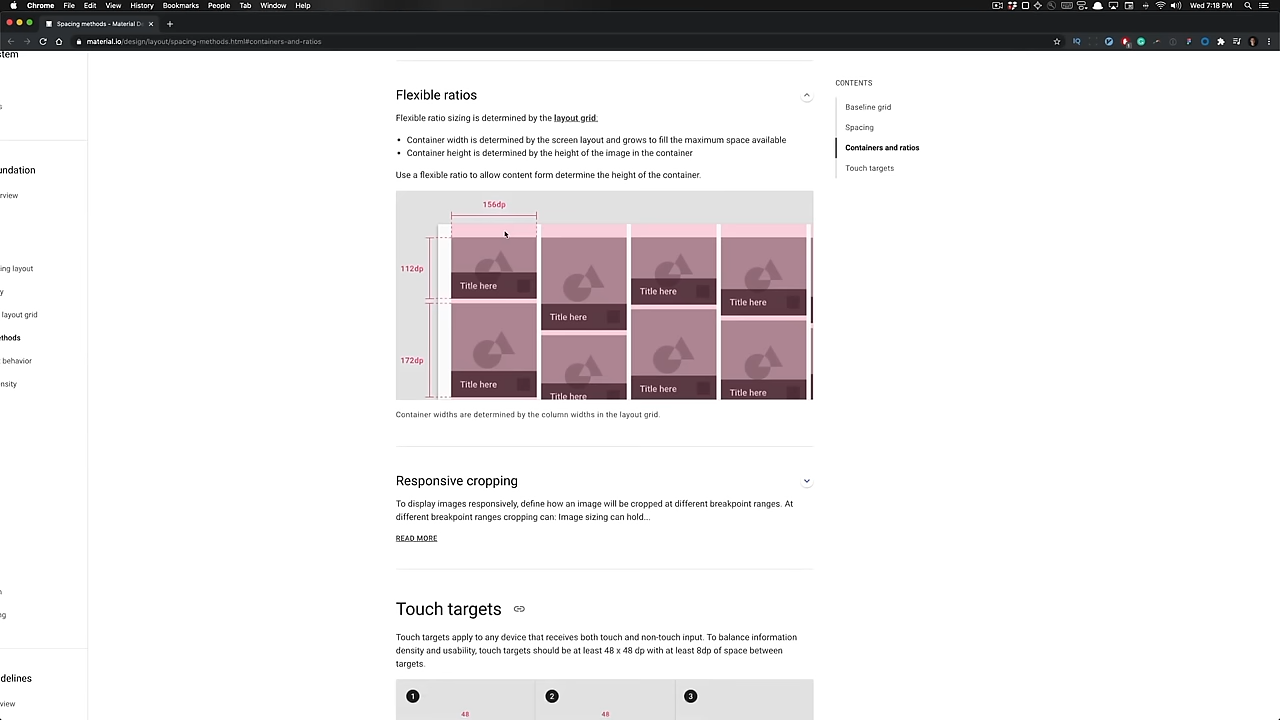 Chrome File Edit View History Bookmarks People Tab Window Help
Wed 7:18 PM
Spacing methods - Material D
material.io/design/layout/spacing-methods.html#containers-and-ratios
stem
undation
rview
ing layout
y
layout grid
ethods
t behavior
nsity
ng
delines
view
Flexible ratios
Flexible ratio sizing is determined by the layout grid:
• Container width is determined by the screen layout and grows to fill the maximum space available
• Container height is determined by the height of the image in the container
Use a flexible ratio to allow content form determine the height of the container.
156dp
112dp
172dp
Title here
Title here
Title here
Title here
Title here
Title here
Title here
Title here
Container widths are determined by the column widths in the layout grid.
Responsive cropping
To display images responsively, define how an image will be cropped at different breakpoint ranges. At
different breakpoint ranges cropping can: Image sizing can hold...
READ MORE
Touch targets
Touch targets apply to any device that receives both touch and non-touch input. To balance information
density and usability, touch targets should be at least 48 x 48 dp with at least 8dp of space between
targets.
1 2 3
48 48
CONTENTS
Baseline grid
Spacing
Containers and ratios
Touch targets